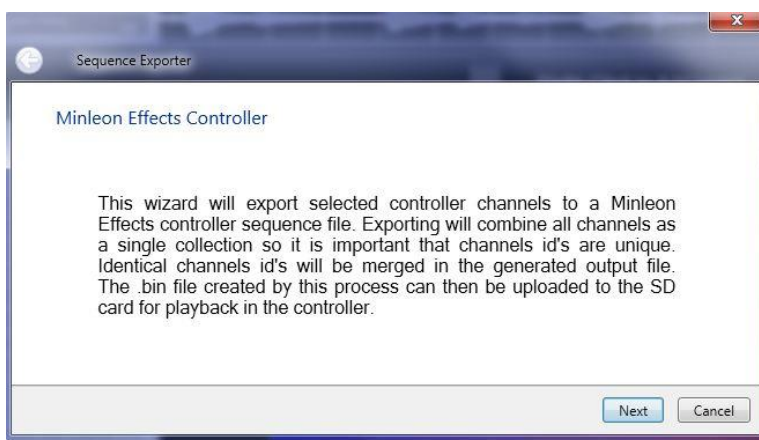 Sequence Exporter
Minleon Effects Controller
This wizard will export selected controller channels to a Minleon
Effects controller sequence file. Exporting will combine all channels as
a single collection so it is important that channels id's are unique.
Identical channels id's will be merged in the generated output file.
The .bin file created by this process can then be uploaded to the SD
card for playback in the controller.
Next
Cancel